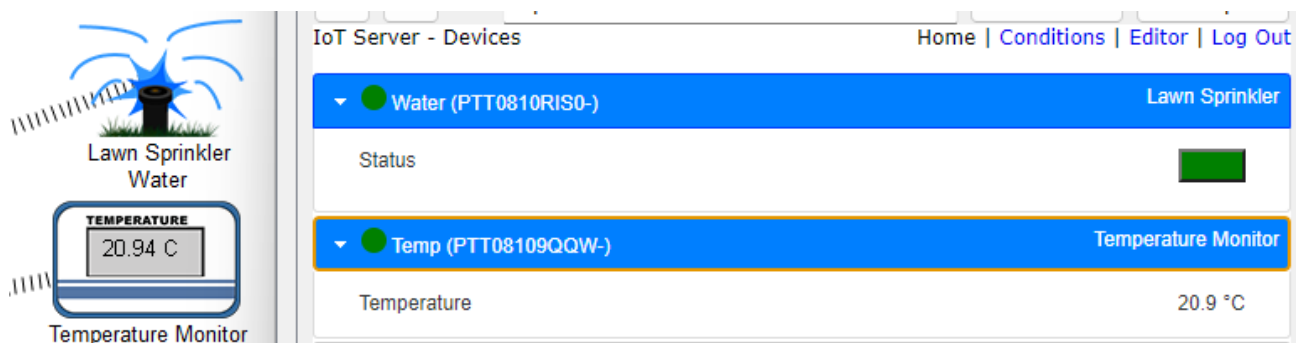 IoT Server - Devices
Home | Conditions | Editor | Log Out
Water (PTT0810RIS0-)
Lawn Sprinkler
Status
Temp (PTT08109QQW-)
Temperature Monitor
Temperature
20.9 °C
Lawn Sprinkler
Water
TEMPERATURE
20.94 C
Temperature Monitor